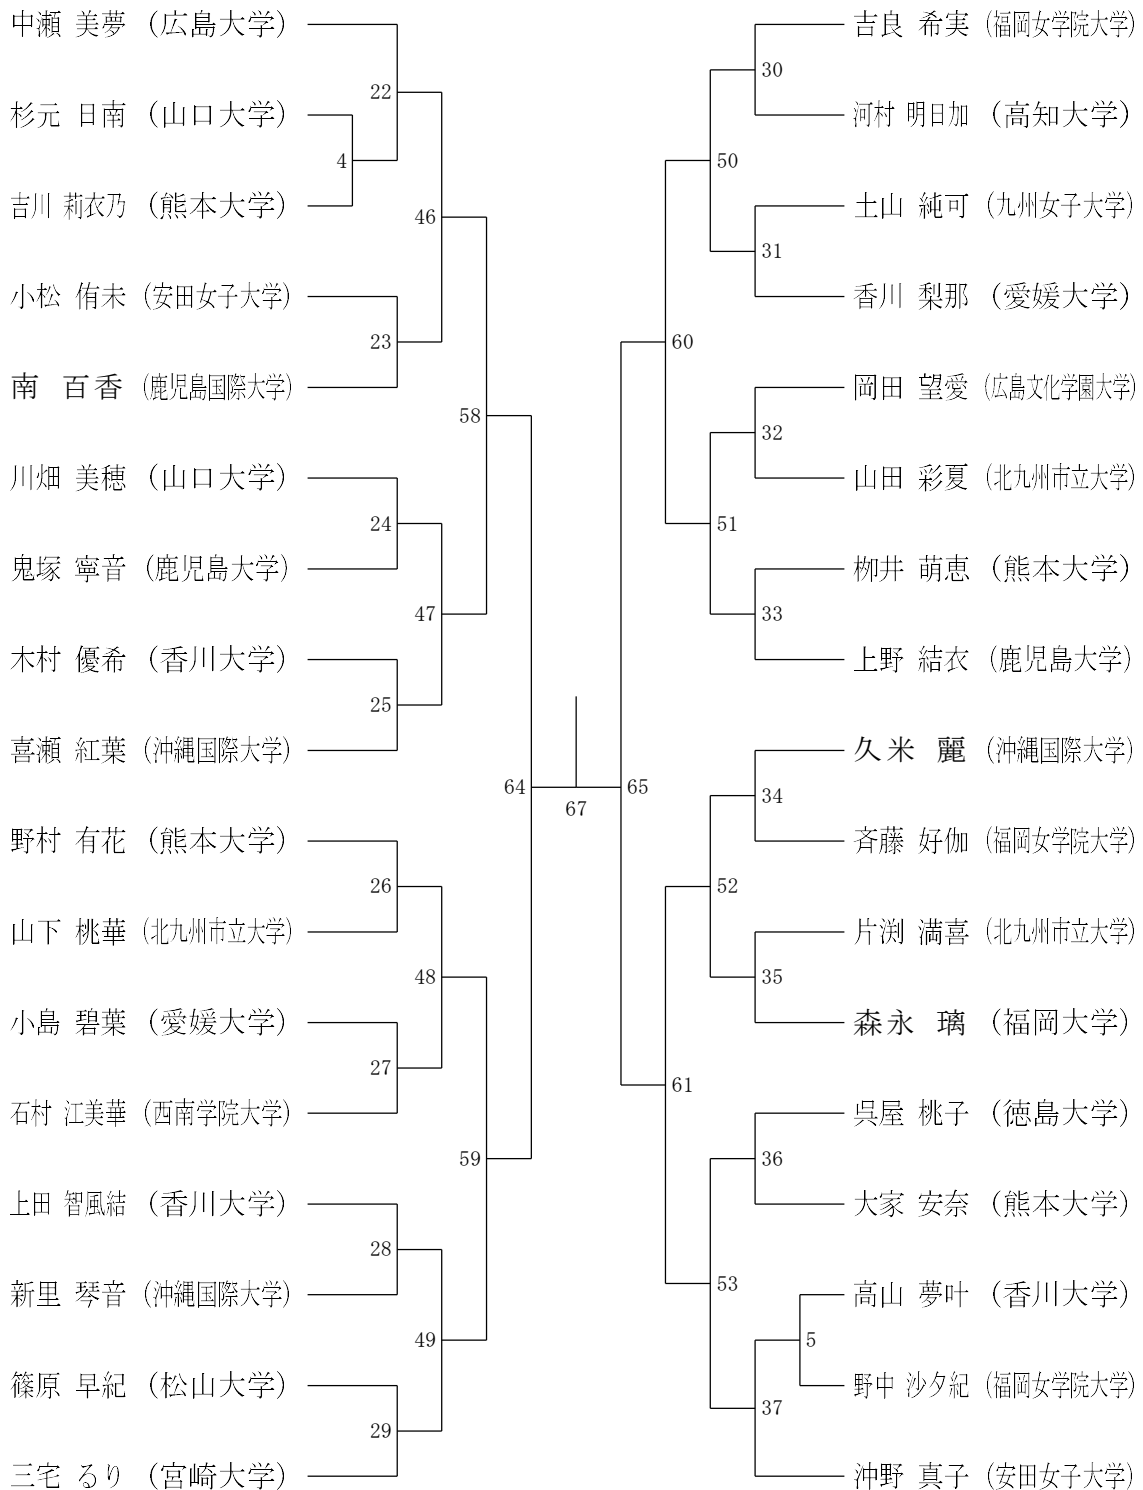 中瀬 美夢 (広島大学)
22
杉元 日南 (山口大学)
4
吉川 莉衣乃 (熊本大学)
46
小松 侑未 (安田女子大学)
23
南 百香 (鹿児島国際大学)
58
川畑 美穂 (山口大学)
24
鬼塚 寧音 (鹿児島大学)
47
木村 優希 (香川大学)
25
喜瀬 紅葉 (沖縄国際大学)
64
67
野村 有花 (熊本大学)
26
山下 桃華 (北九州市立大学)
48
小島 碧葉 (愛媛大学)
27
石村 江美華 (西南学院大学)
59
上田 智風結 (香川大学)
28
新里 琴音 (沖縄国際大学)
49
篠原 早紀 (松山大学)
29
三宅 るり (宮崎大学)
吉良 希実 (福岡女学院大学)
30
河村 明日加 (高知大学)
50
土山 純可 (九州女子大学)
31
香川 梨那 (愛媛大学)
60
岡田 望愛 (広島文化学園大学)
32
山田 彩夏 (北九州市立大学)
51
栁井 萌恵 (熊本大学)
33
上野 結衣 (鹿児島大学)
久米 麗 (沖縄国際大学)
65
34
斉藤 好伽 (福岡女学院大学)
52
片渕 満喜 (北九州市立大学)
35
森永 璃 (福岡大学)
61
呉屋 桃子 (徳島大学)
36
大家 安奈 (熊本大学)
53
高山 夢叶 (香川大学)
5
野中 沙夕紀 (福岡女学院大学)
37
沖野 真子 (安田女子大学)